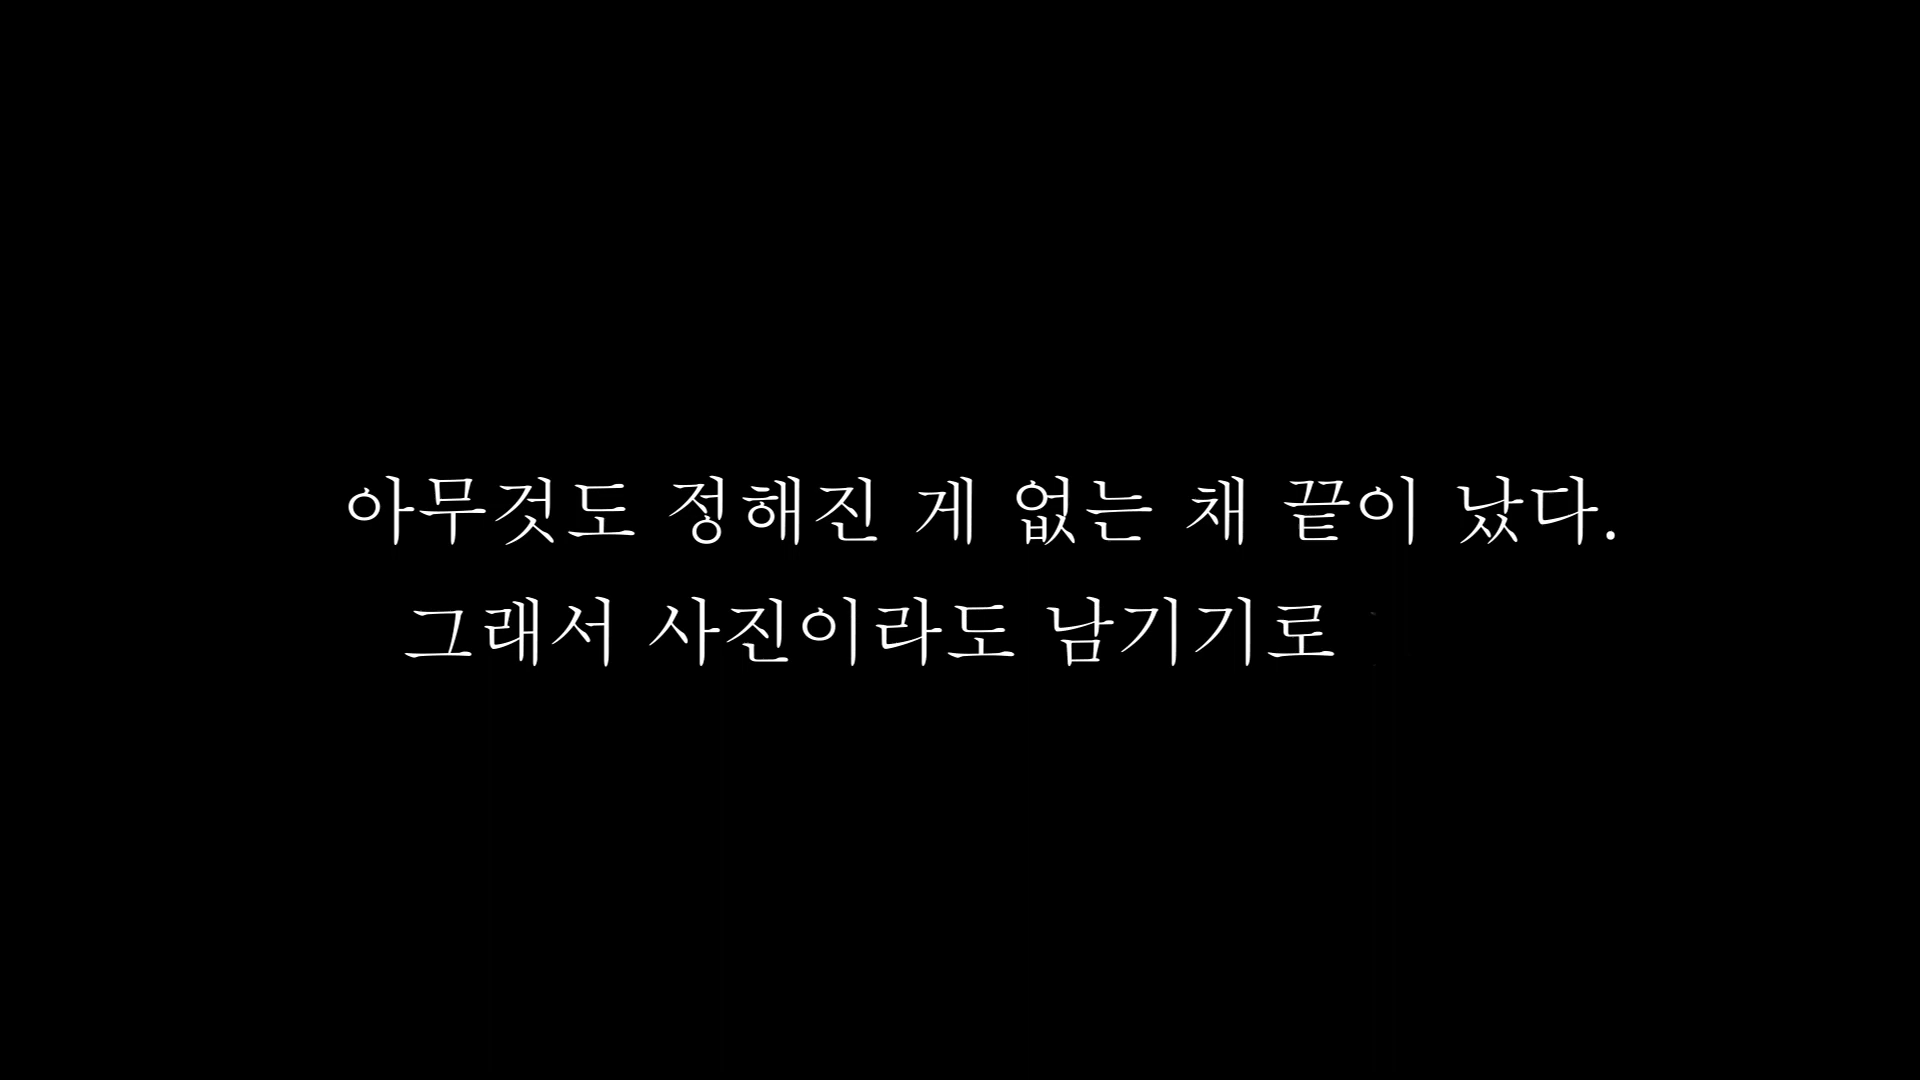 아무것도 정해진 게 없는 채 끝이 났다.
그래서 사진이라도 남기기로